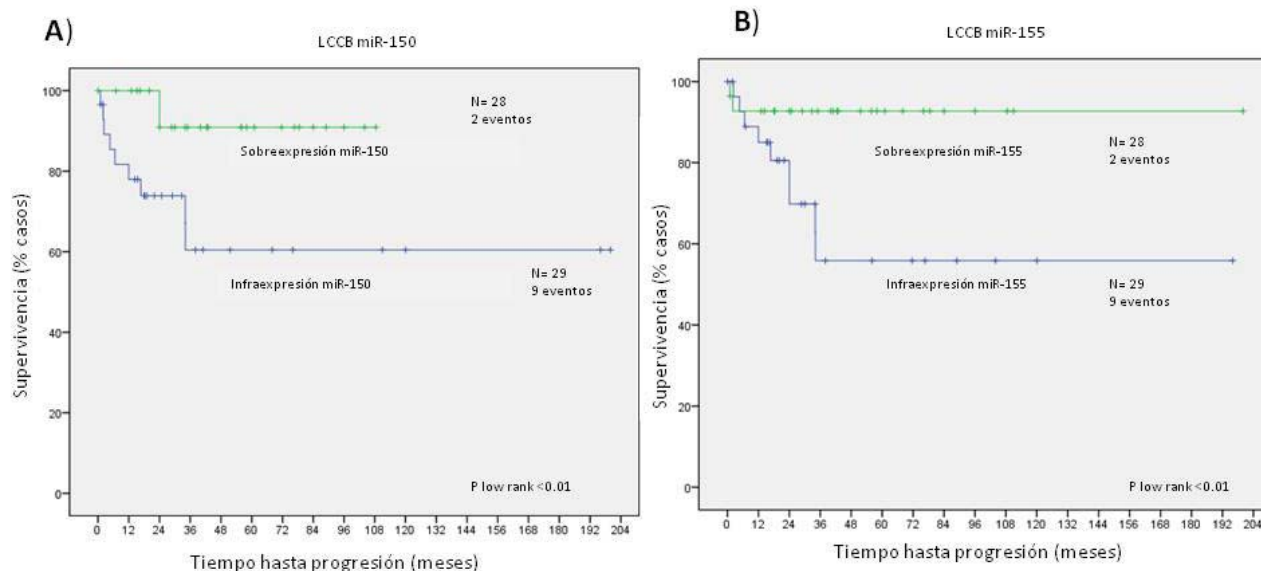 A)
LCCB miR-150
Supervivencia (% casos)
100
80
60
40
20
0
N= 28
2 eventos
Sobreexpresión miR-150
Infraexpresión miR-150
N= 29
9 eventos
P low rank <0.01
0 12 24 36 48 60 72 84 96 108 120 132 144 156 168 180 192 204
Tiempo hasta progresión (meses)
B)
LCCB miR-155
Supervivencia (% casos)
100
80
60
40
20
0
N= 28
2 eventos
Sobreexpresión miR-155
Infraexpresión miR-155
N= 29
9 eventos
P low rank <0.01
0 12 24 36 48 60 72 84 96 108 120 132 144 156 168 180 192 204
Tiempo hasta progresión (meses)